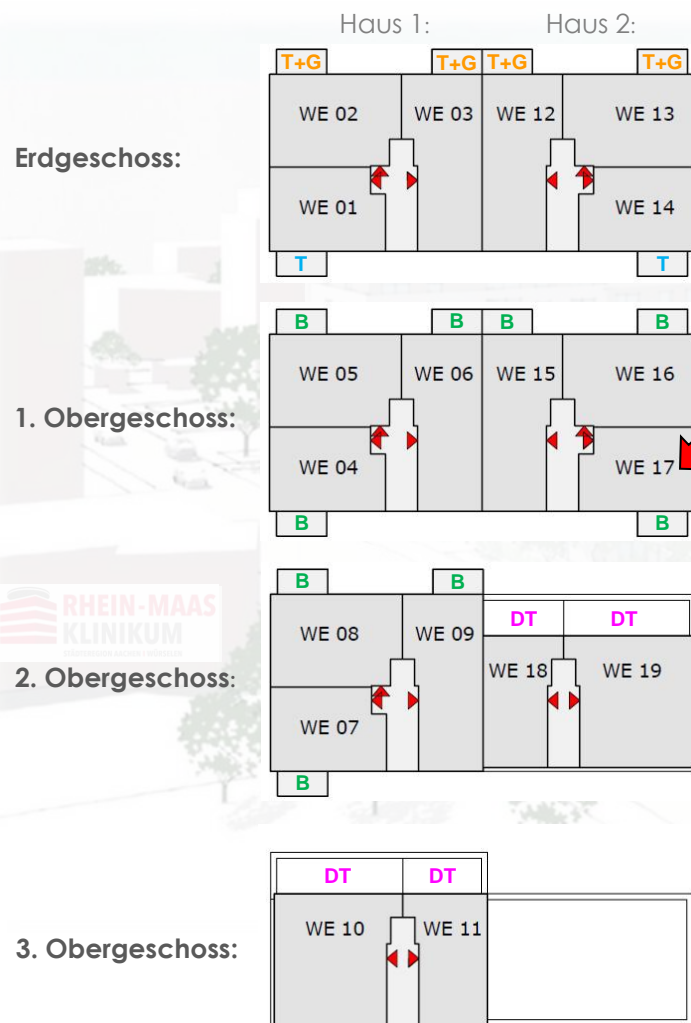 Haus 1: Haus 2:
T+G T+G T+G T+G
WE 02 WE 03 WE 12 WE 13
Erdgeschoss:
WE 01 WE 14
T T
B B B B
WE 05 WE 06 WE 15 WE 16
1. Obergeschoss:
WE 04 WE 17
B B
B B
RHEIN-MAAS
DT DT
KLINIKUM
WE 08 WE 09
2. Obergeschoss:
WE 18 WE 19
WE 07
B
DT DT
WE 10 WE 11
3. Obergeschoss: